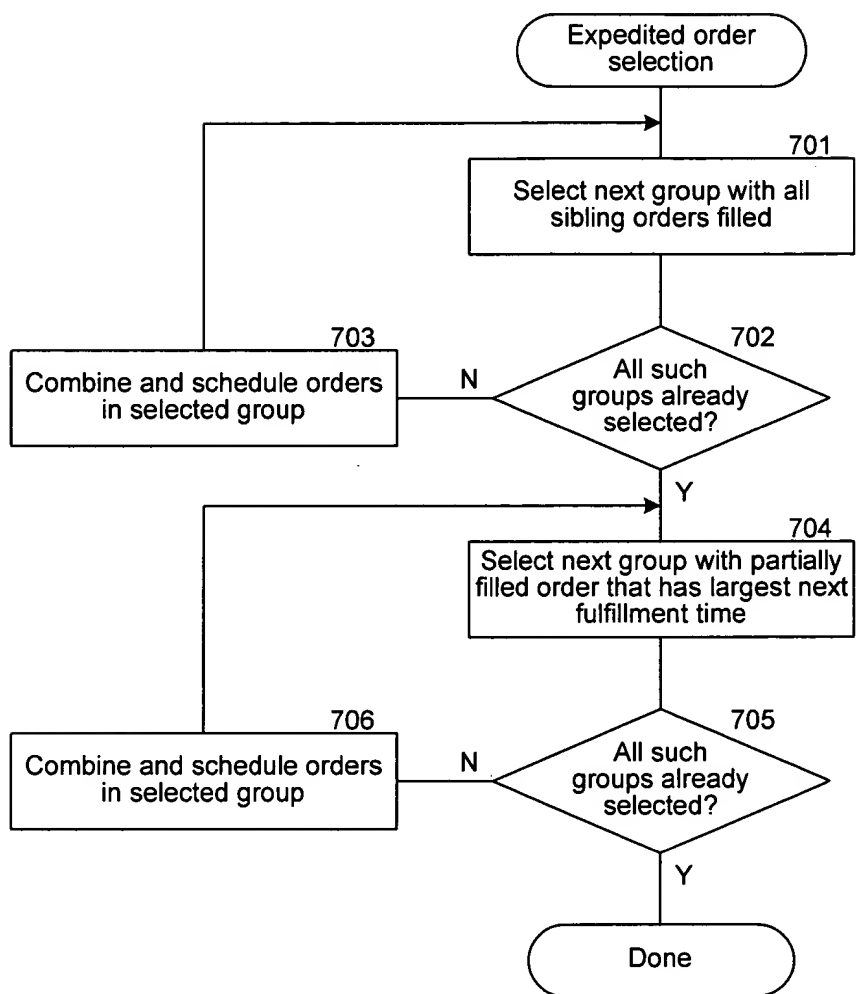 Expedited order
selection
701
Select next group with all
sibling orders filled
702
All such
groups already
selected?
N
Y
703
Combine and schedule orders
in selected group
704
Select next group with partially
filled order that has largest next
fulfillment time
705
All such
groups already
selected?
N
Y
706
Combine and schedule orders
in selected group
Done